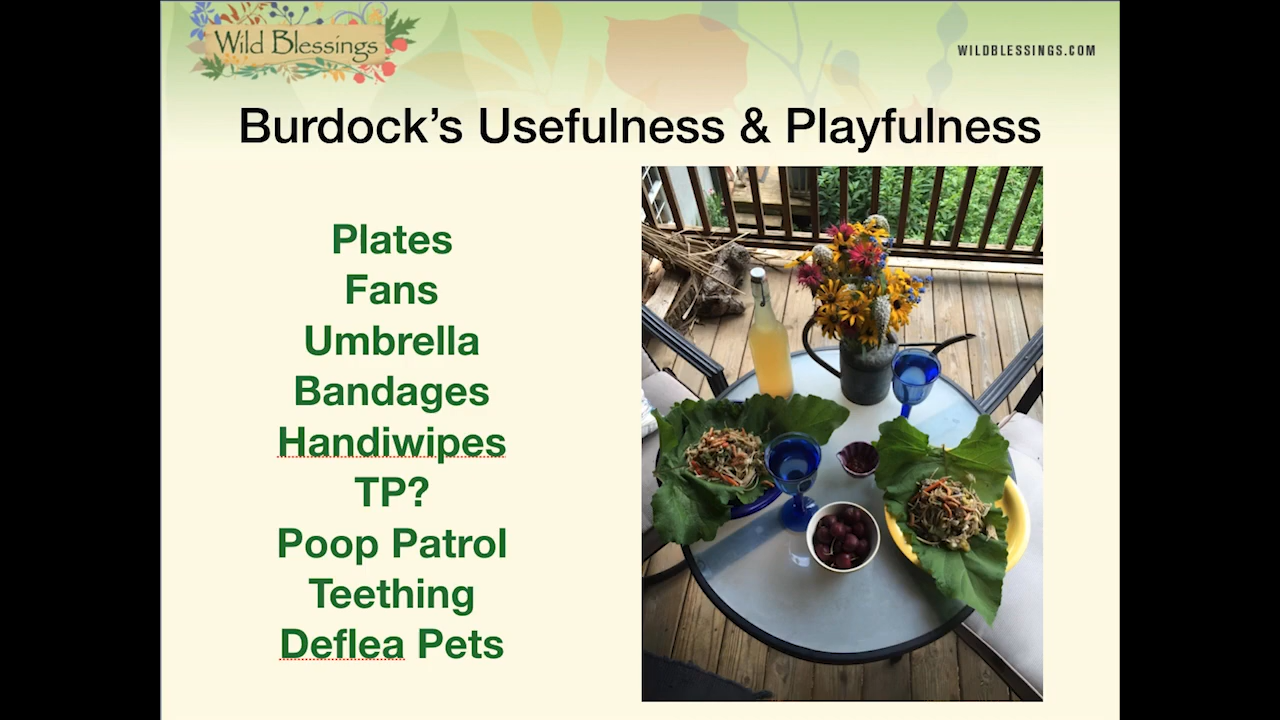 Wild Blessings
WILDBLESSINGS.COM
Burdock’s Usefulness & Playfulness
Plates
Fans
Umbrella
Bandages
Handiwipes
TP?
Poop Patrol
Teething
Deflea Pets